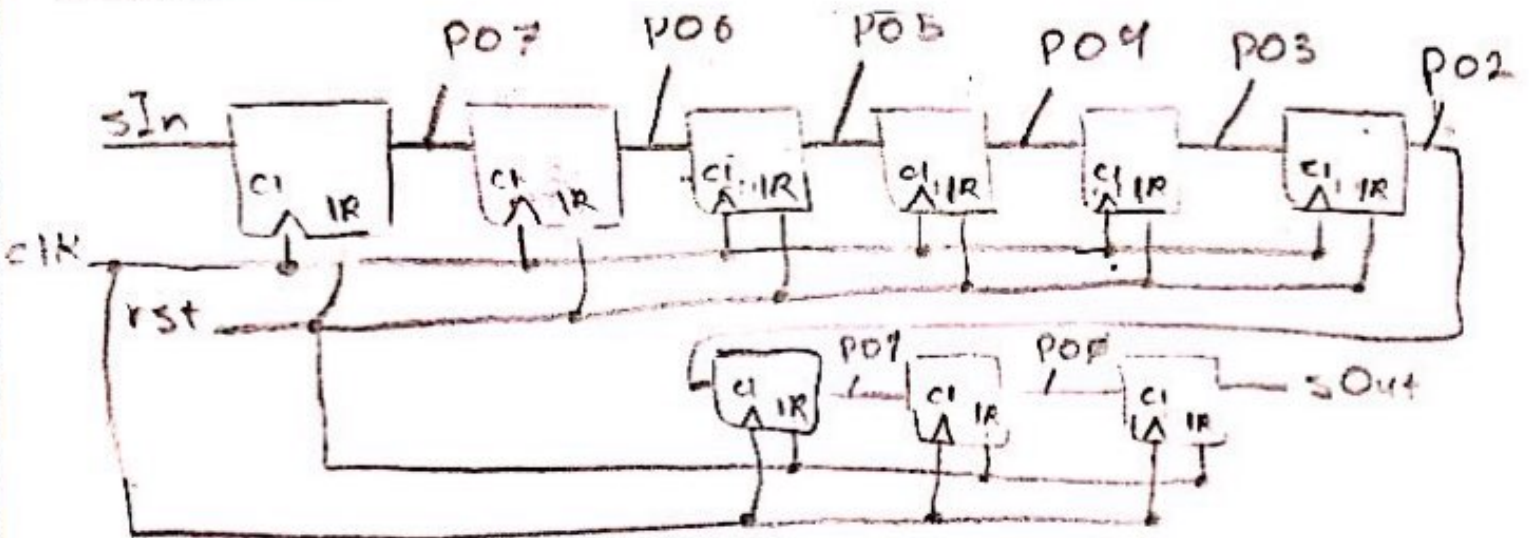 PO7 PO6 PO5 PO4 PO3 PO2
sIn
C1 1R C1 1R C1 1R C1 1R C1 1R C1 1R
clk
rst
PO1 POØ
C1 1R C1 1R C1 1R sOut